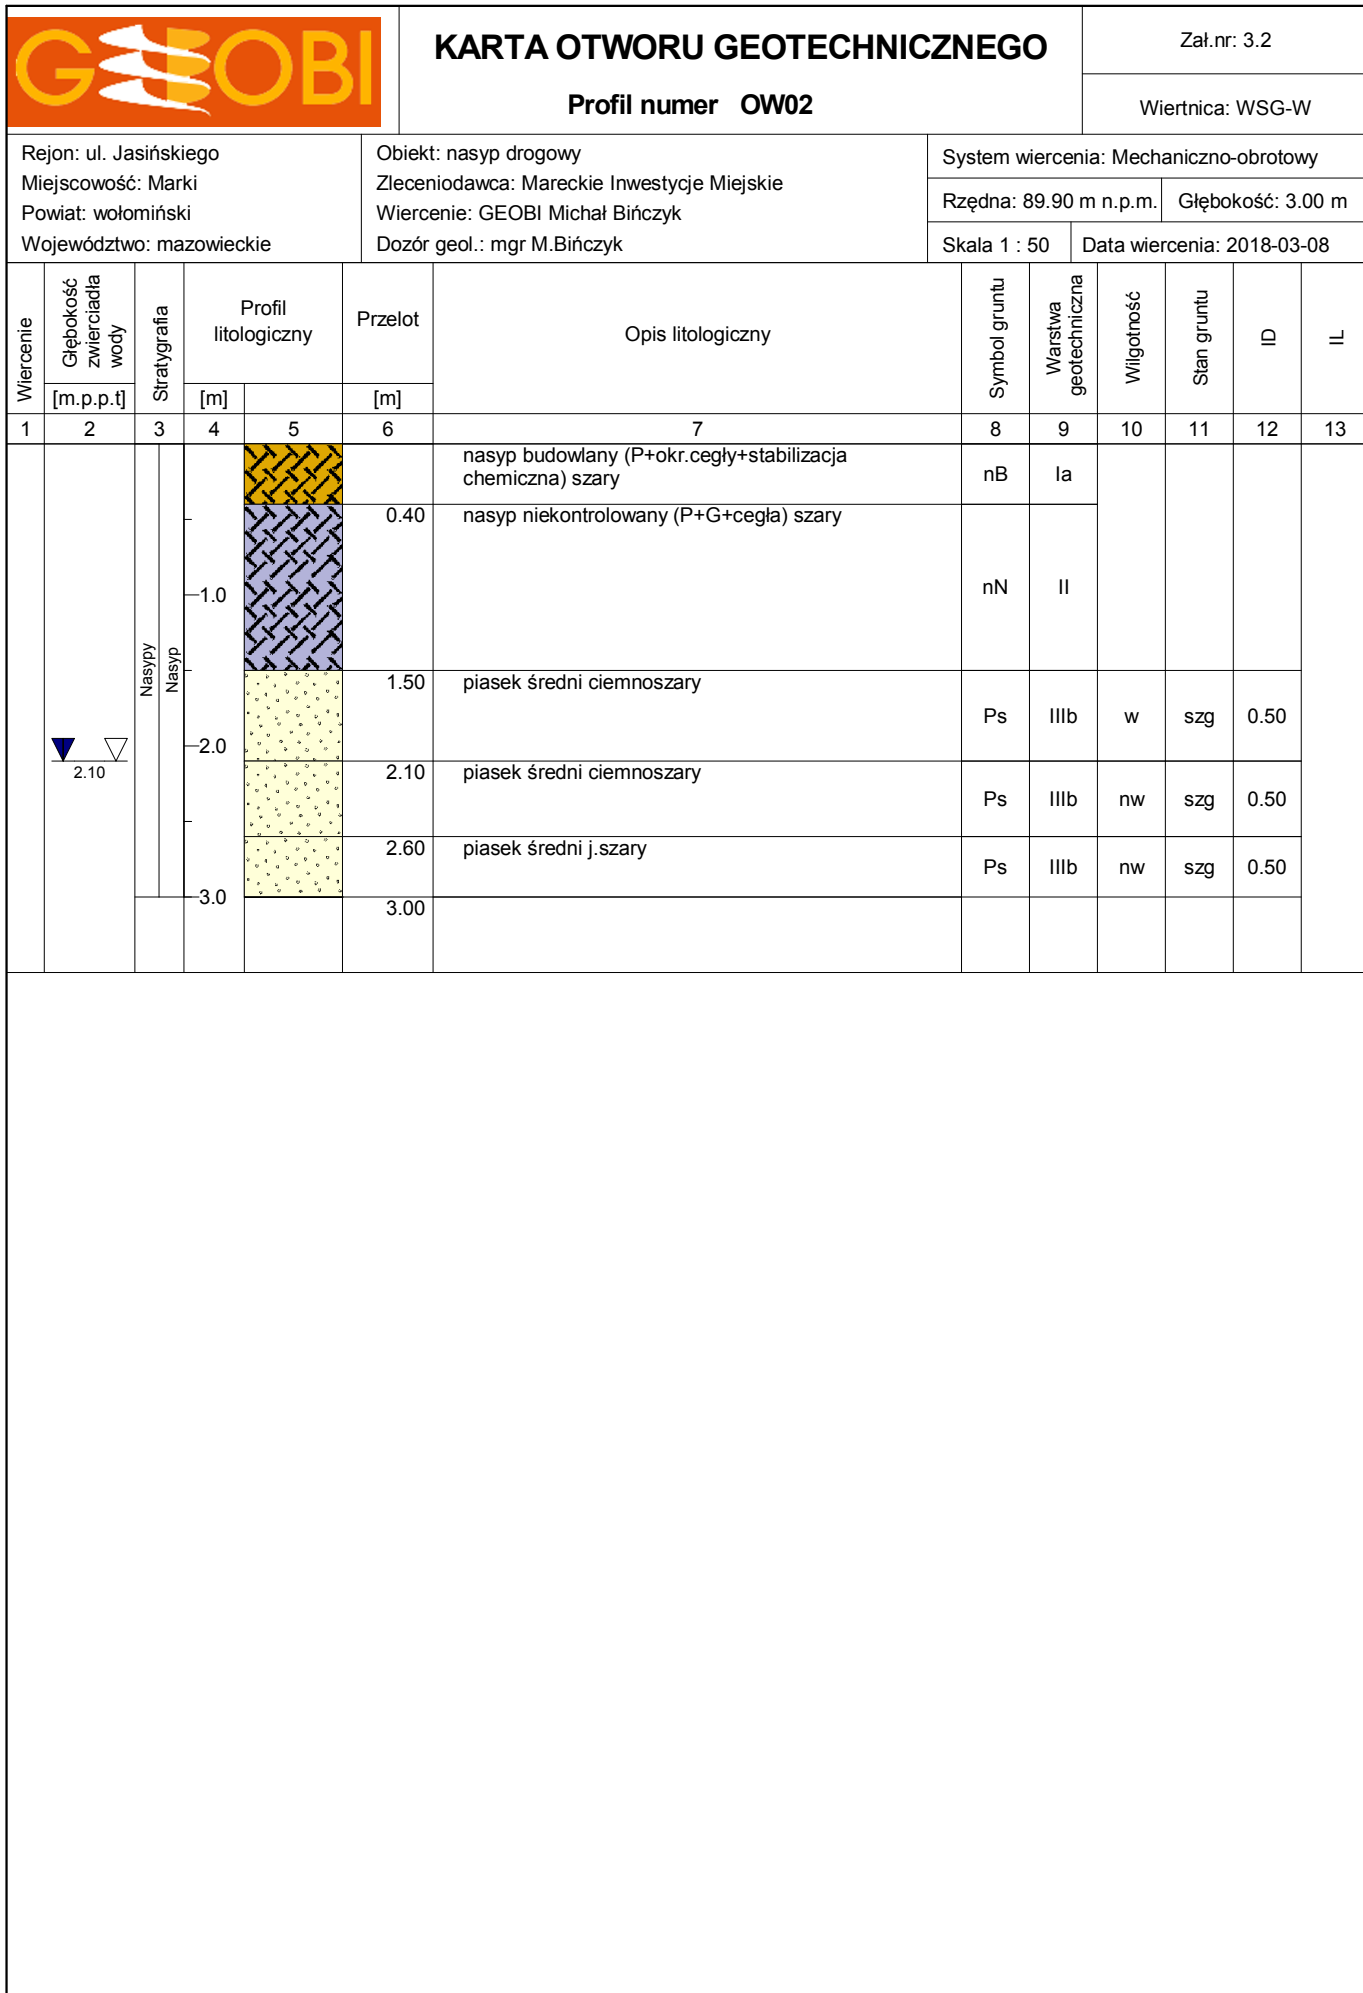 GEOBI
KARTA OTWORU GEOTECHNICZNEGO
Profil numer OW02
Zał.nr: 3.2
Wiertnica: WSG-W
Rejon: ul. Jasińskiego
Miejscowość: Marki
Powiat: wołomiński
Województwo: mazowieckie
Obiekt: nasyp drogowy
Zleceniodawca: Mareckie Inwestycje Miejskie
Wiercenie: GEOBI Michał Bińczyk
Dozór geol.: mgr M.Bińczyk
System wiercenia: Mechaniczno-obrotowy
Rzędna: 89.90 m n.p.m. Głębokość: 3.00 m
Skala 1 : 50 Data wiercenia: 2018-03-08
Wiercenie
Głębokość
zwierciadła
wody
[m.p.p.t]
Stratygrafia
Profil
litologiczny
[m]
Przelot
[m]
Opis litologiczny
Symbol gruntu
Warstwa
geotechniczna
Wilgotność
Stan gruntu
ID
IL
1 2 3 4 5 6 7 8 9 10 11 12 13
nasyp budowlany (P+okr.cegły+stabilizacja
chemiczna) szary
nB Ia
0.40 nasyp niekontrolowany (P+G+cegła) szary
1.0
nN II
Nasypy
Nasyp
1.50 piasek średni ciemnoszary
Ps IIIb w szg 0.50
2.0
2.10
2.10 piasek średni ciemnoszary
Ps IIIb nw szg 0.50
2.60 piasek średni j.szary
Ps IIIb nw szg 0.50
3.0
3.00